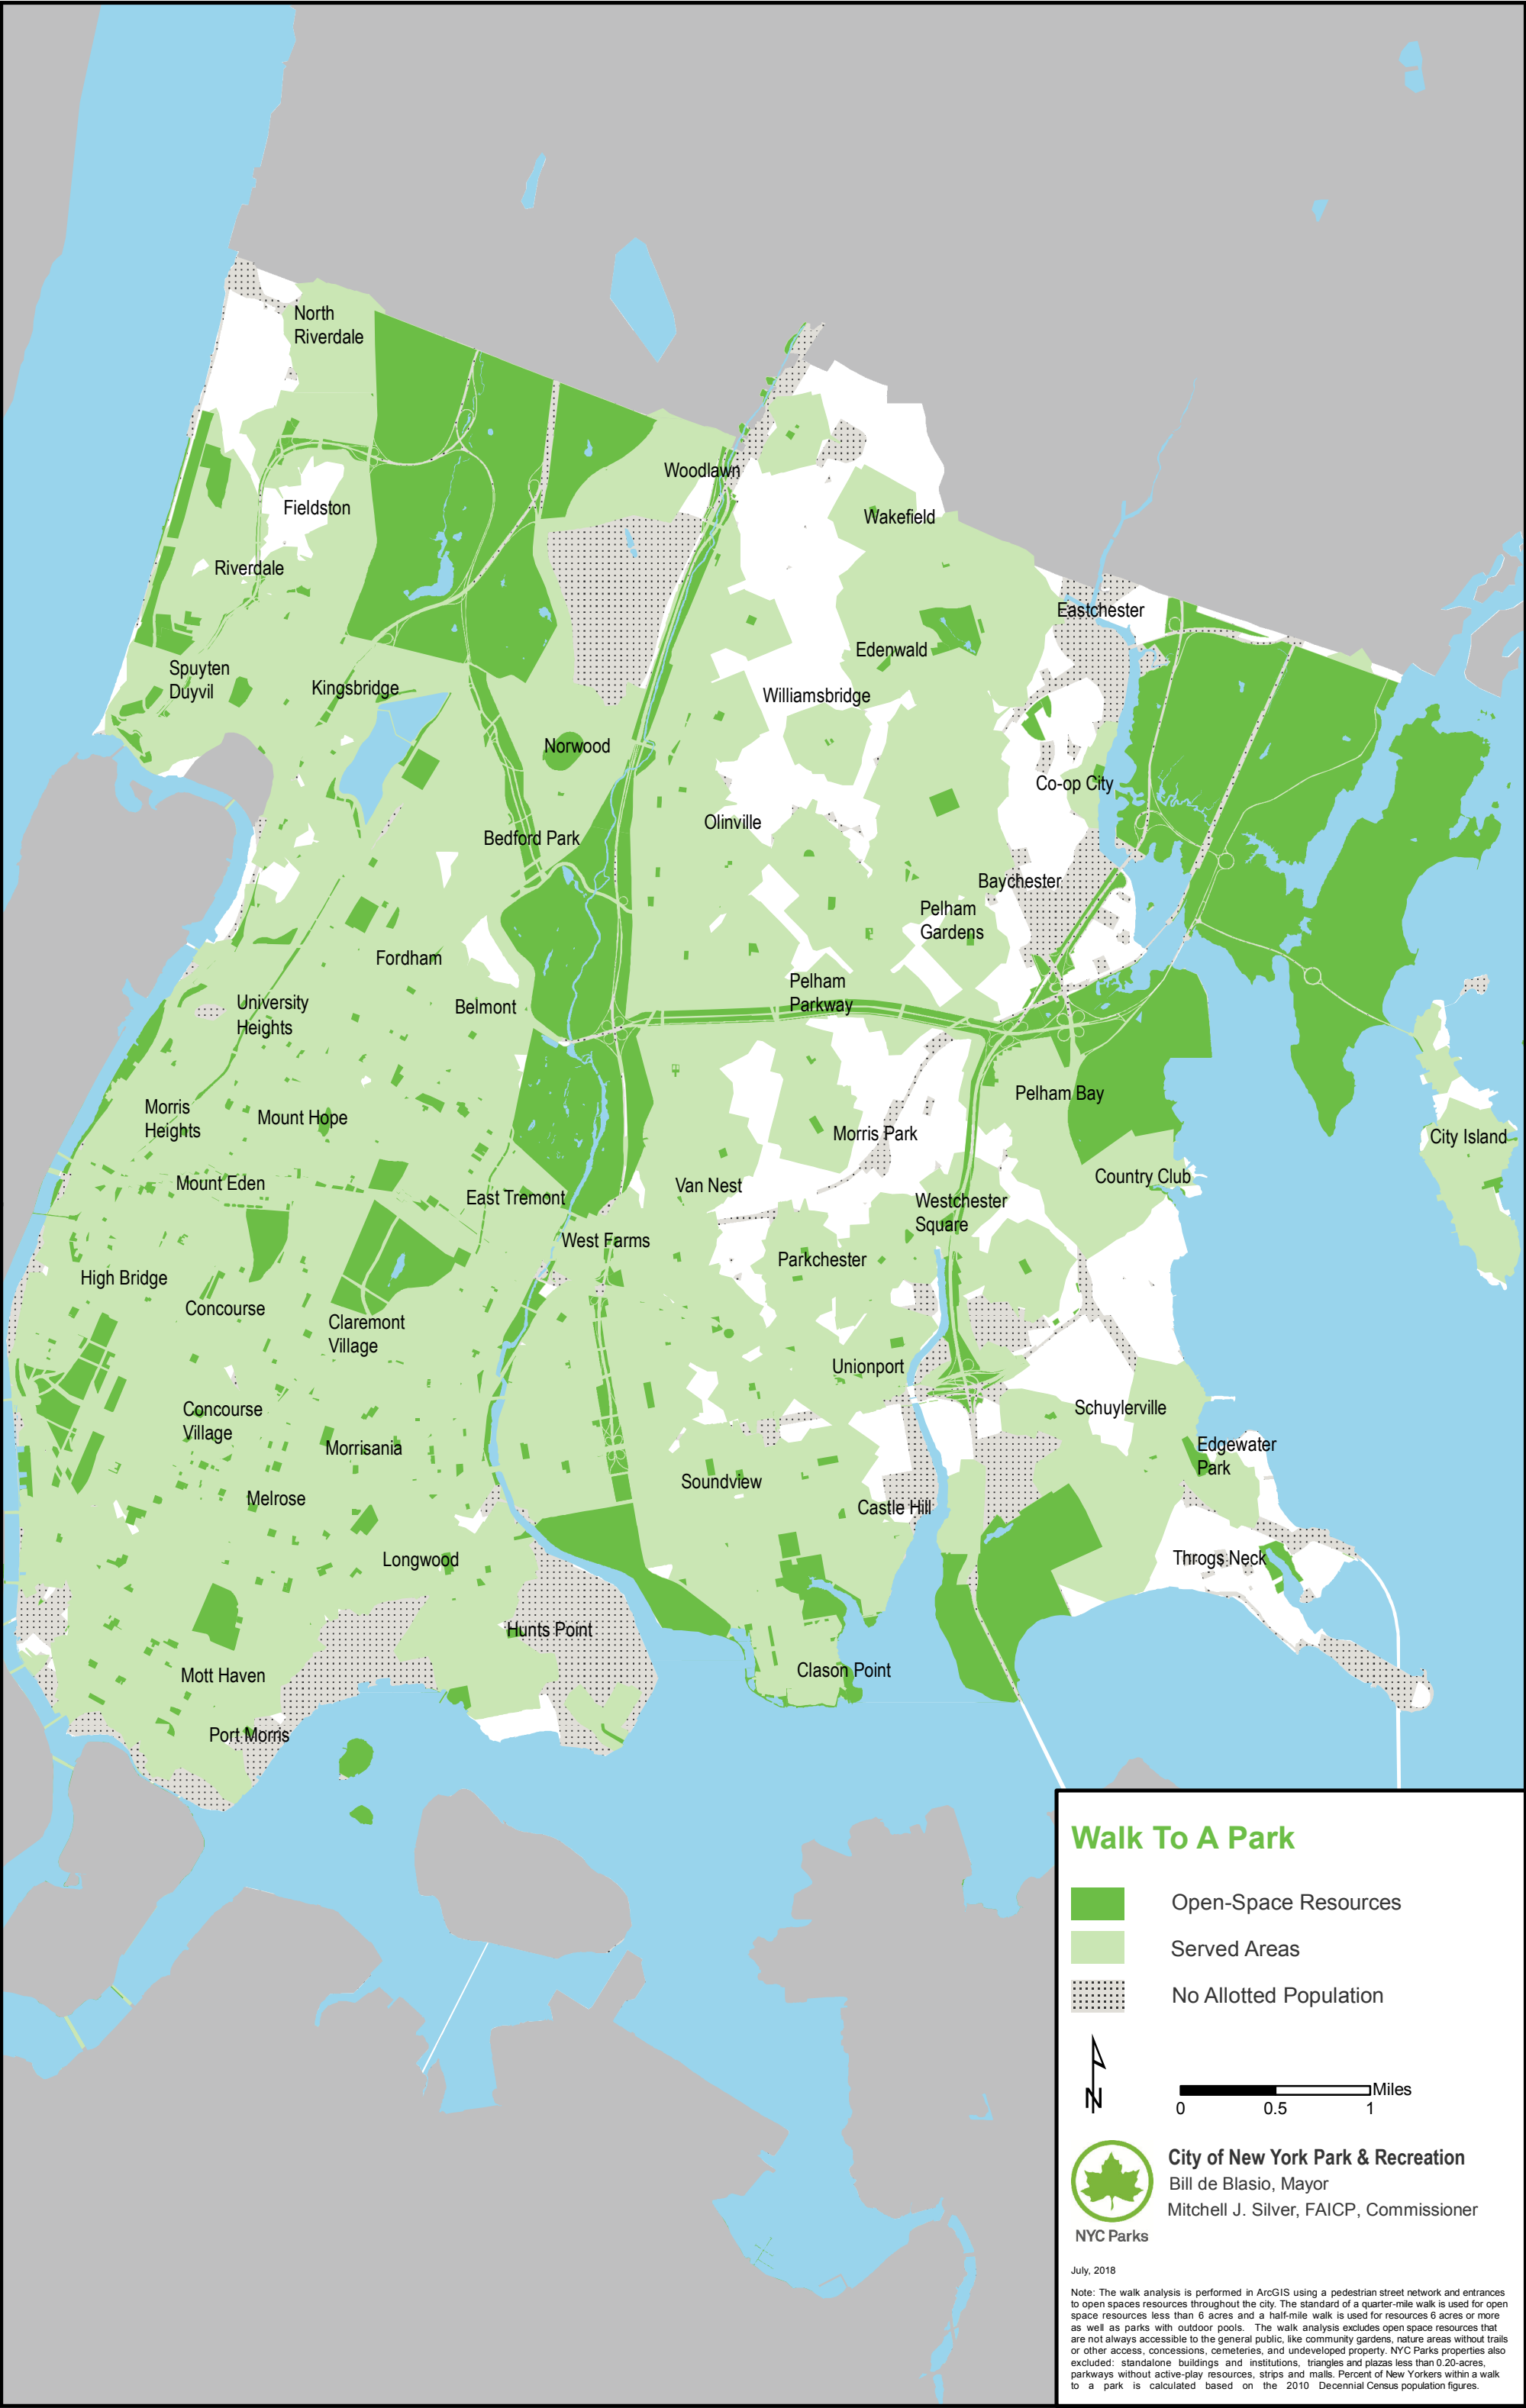 North
Riverdale
Woodlawn
Fieldston
Wakefield
Riverdale
Eastchester
Edenwald
Spuyten
Duyvil
Kingsbridge
Williamsbridge
Norwood
Co-op City
Olinville
Bedford Park
Baychester
Pelham
Gardens
Fordham
Pelham
Parkway
University
Heights
Belmont
Pelham Bay
Morris
Heights
Mount Hope
Morris Park
City Island
Country Club
Mount Eden
Van Nest
East Tremont
Westchester
Square
West Farms
Parkchester
High Bridge
Concourse
Claremont
Village
Unionport
Concourse
Village
Schuylerville
Morrisania
Edgewater
Park
Soundview
Melrose
Castle Hill
Longwood
Throgs Neck
Hunts Point
Clason Point
Mott Haven
Port Morris
Walk To A Park
Open-Space Resources
Served Areas
No Allotted Population
N
Miles
0 0.5 1
City of New York Park & Recreation
Bill de Blasio, Mayor
Mitchell J. Silver, FAICP, Commissioner
NYC Parks
July, 2018
Note: The walk analysis is performed in ArcGIS using a pedestrian street network and entrances
to open spaces resources throughout the city. The standard of a quarter-mile walk is used for open
space resources less than 6 acres and a half-mile walk is used for resources 6 acres or more
as well as parks with outdoor pools. The walk analysis excludes open space resources that
are not always accessible to the general public, like community gardens, nature areas without trails
or other access, concessions, cemeteries, and undeveloped property. NYC Parks properties also
excluded: standalone buildings and institutions, triangles and plazas less than 0.20-acres,
parkways without active-play resources, strips and malls. Percent of New Yorkers within a walk
to a park is calculated based on the 2010 Decennial Census population figures.